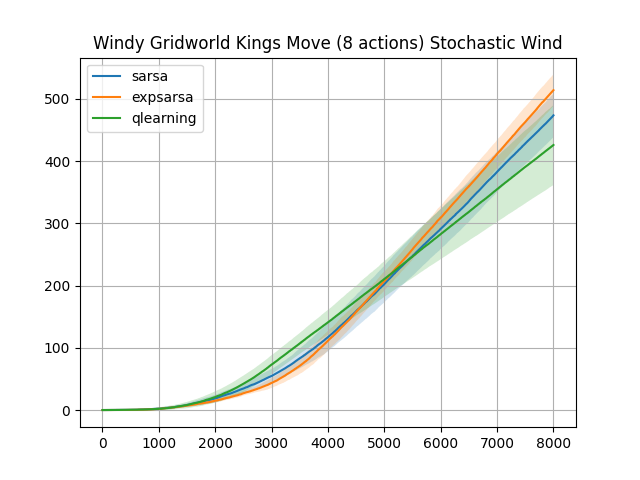 Windy Gridworld Kings Move (8 actions) Stochastic Wind
sarsa
expsarsa
qlearning
500
400
300
200
100
0
0 1000 2000 3000 4000 5000 6000 7000 8000